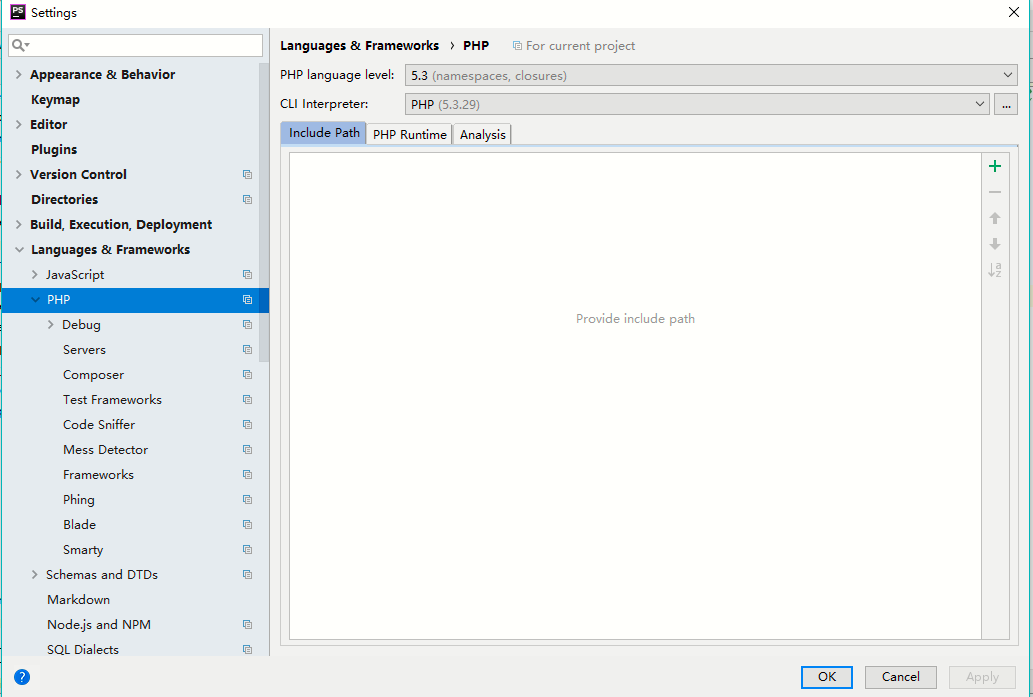 PS Settings
Languages & Frameworks › PHP For current project
PHP language level: 5.3 (namespaces, closures)
CLI Interpreter: PHP (5.3.29) ...
Include Path PHP Runtime Analysis
Provide include path
Appearance & Behavior
Keymap
Editor
Plugins
Version Control
Directories
Build, Execution, Deployment
Languages & Frameworks
JavaScript
PHP
Debug
Servers
Composer
Test Frameworks
Code Sniffer
Mess Detector
Frameworks
Phing
Blade
Smarty
Schemas and DTDs
Markdown
Node.js and NPM
SQL Dialects
? OK Cancel Apply